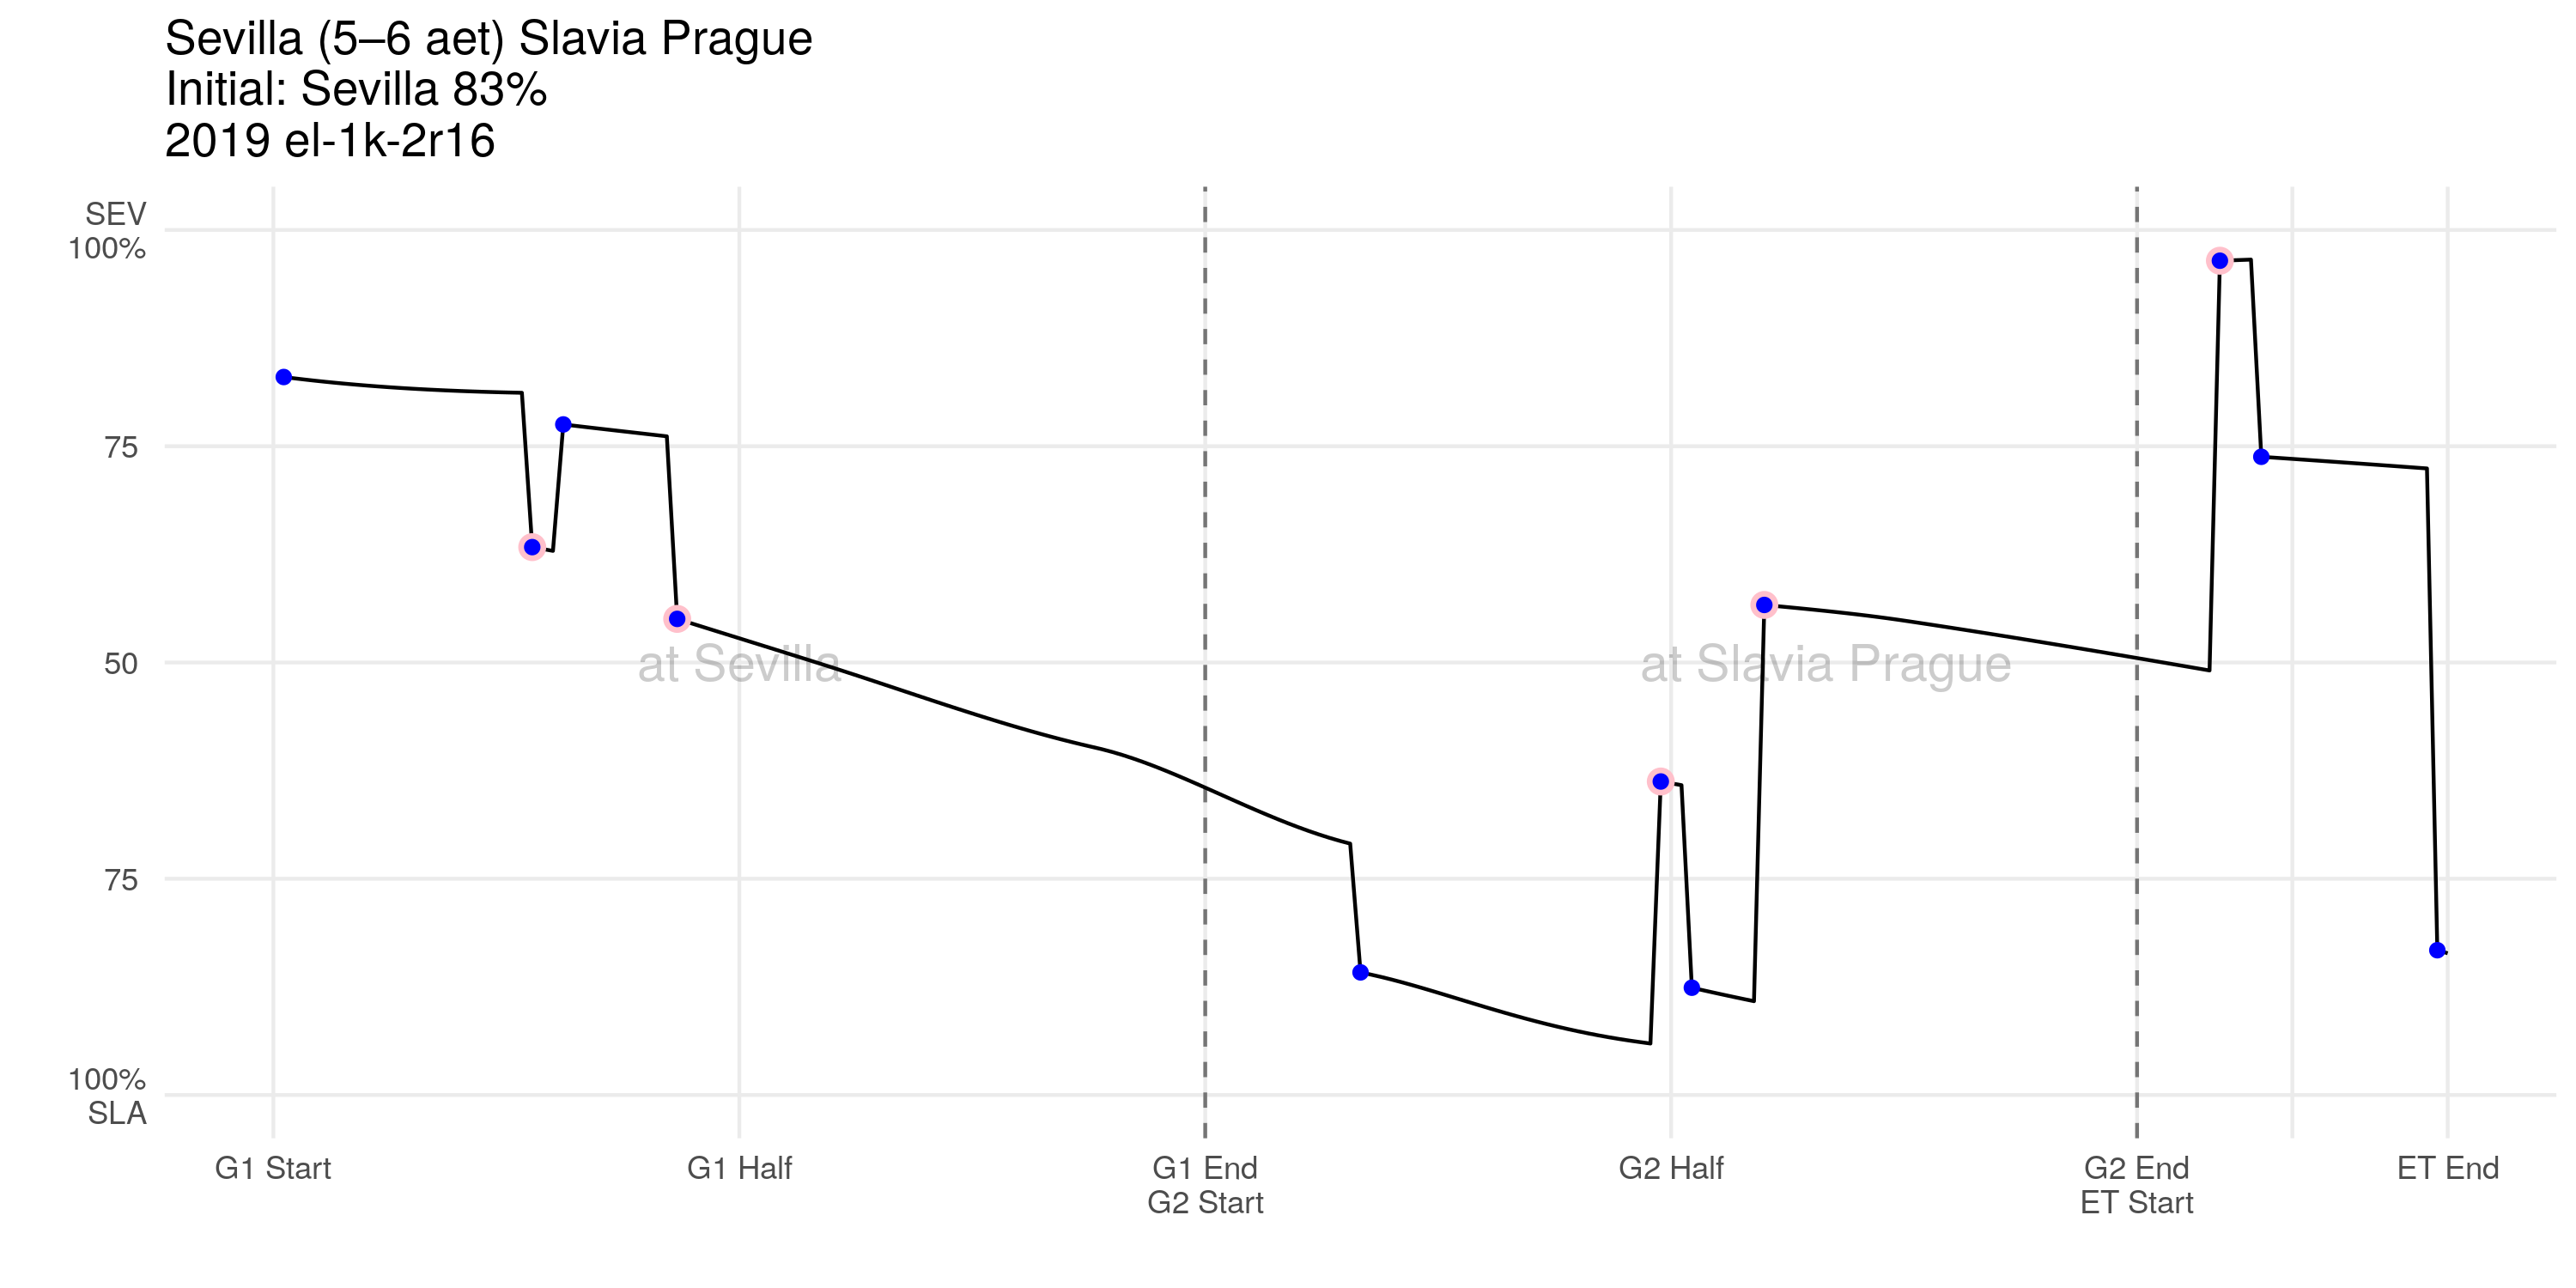 Sevilla (5–6 aet) Slavia Prague
Initial: Sevilla 83%
2019 el-1k-2r16
SEV
100%
75
50
75
100%
SLA
at Sevilla
at Slavia Prague
G1 Start
G1 Half
G1 End
G2 Start
G2 Half
G2 End
ET Start
ET End